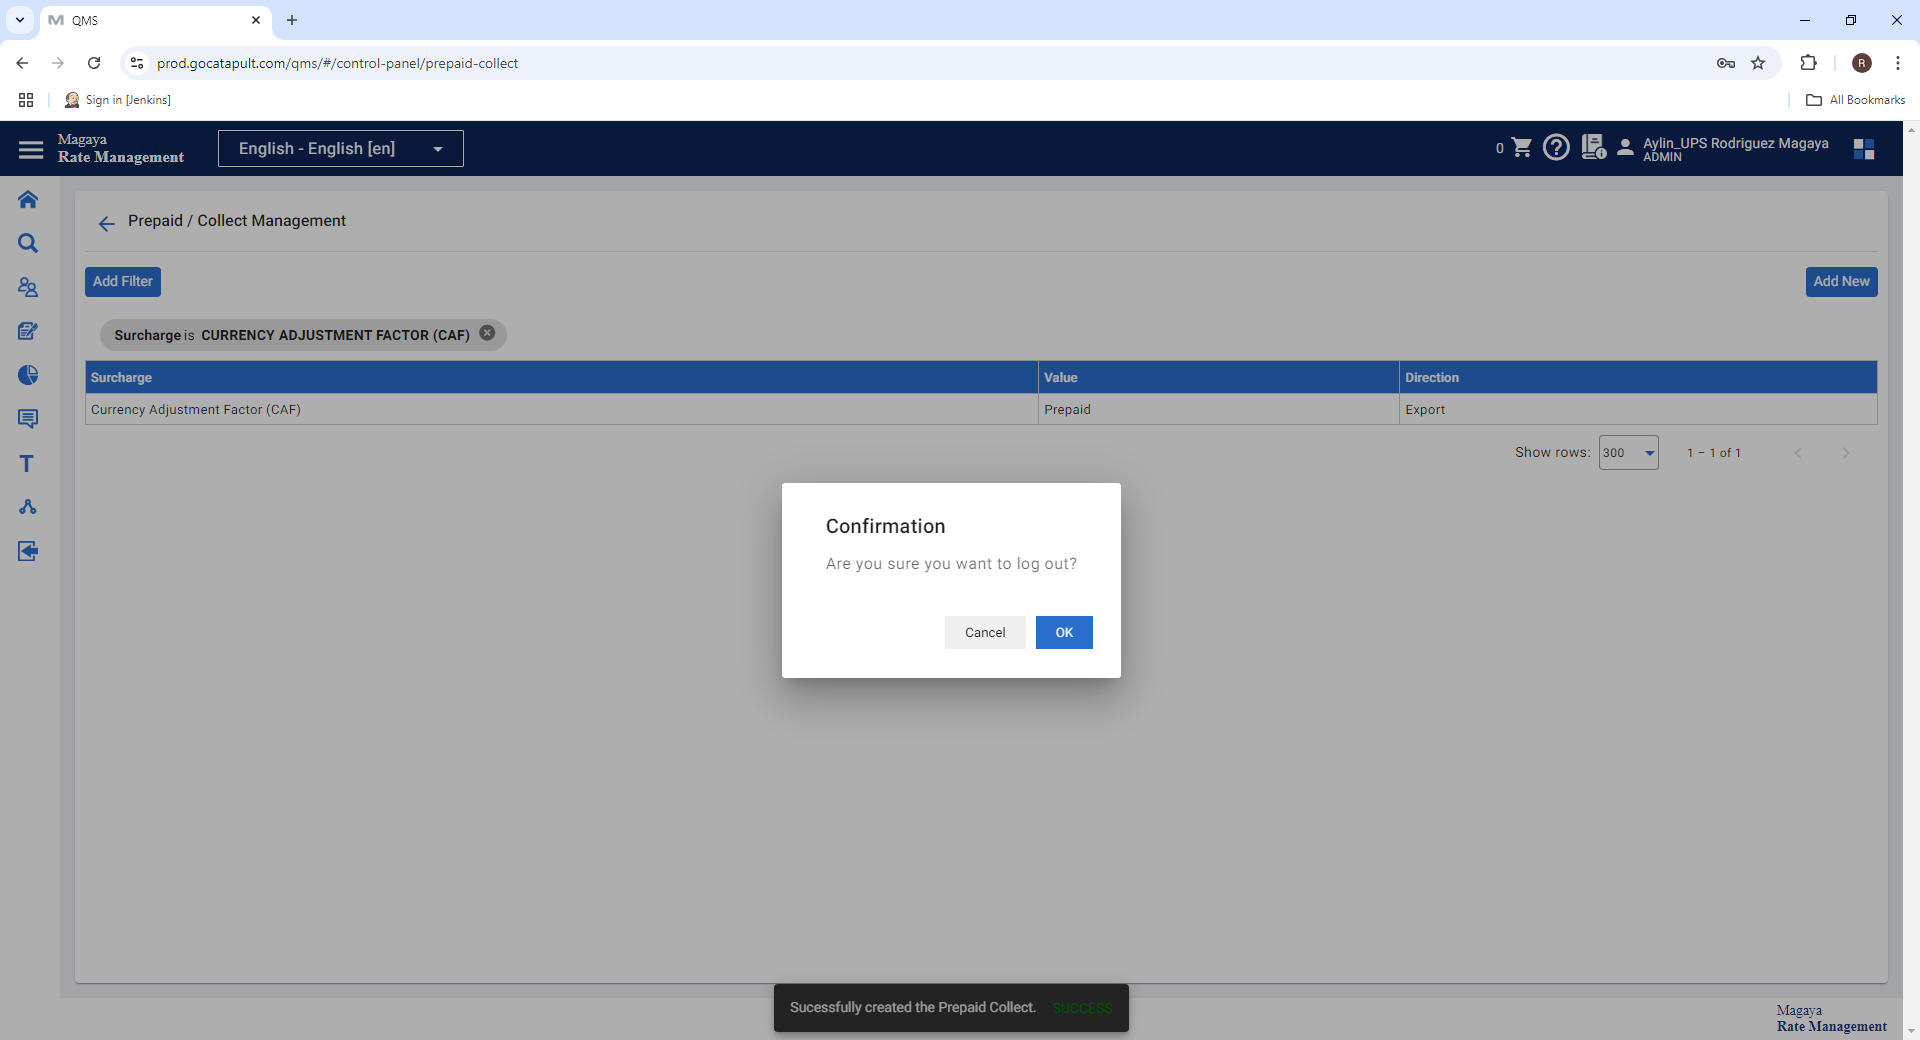 QMS
prod.gocatapult.com/qms/#/control-panel/prepaid-collect
R
Sign in [Jenkins]
All Bookmarks
Magaya
Rate Management
English - English [en]
0
Aylin_UPS Rodriguez Magaya
ADMIN
Prepaid / Collect Management
Add Filter
Add New
Surcharge is CURRENCY ADJUSTMENT FACTOR (CAF)
Surcharge Value Direction
Currency Adjustment Factor (CAF) Prepaid Export
Show rows: 300 1 – 1 of 1
Confirmation
Are you sure you want to log out?
Cancel OK
Sucessfully created the Prepaid Collect. SUCCESS
Magaya
Rate Management